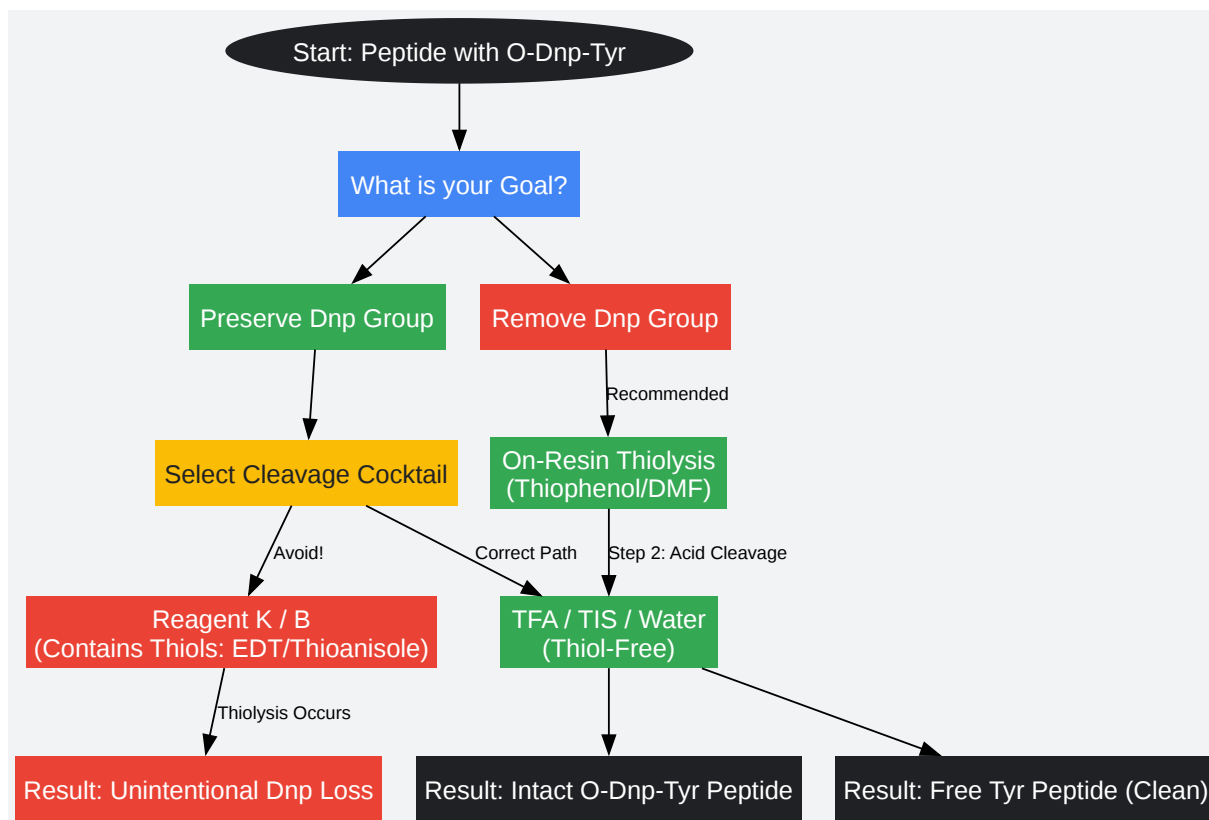 Start: Peptide with O-Dnp-Tyr
What is your Goal?
Preserve Dnp Group
Remove Dnp Group
Recommended
Select Cleavage Cocktail
On-Resin Thiolysis
(Thiophenol/DMF)
Avoid!
Correct Path
Step 2: Acid Cleavage
Reagent K / B
(Contains Thiols: EDT/Thioanisole)
TFA / TIS / Water
(Thiol-Free)
Thiolysis Occurs
Result: Unintentional Dnp Loss
Result: Intact O-Dnp-Tyr Peptide
Result: Free Tyr Peptide (Clean)